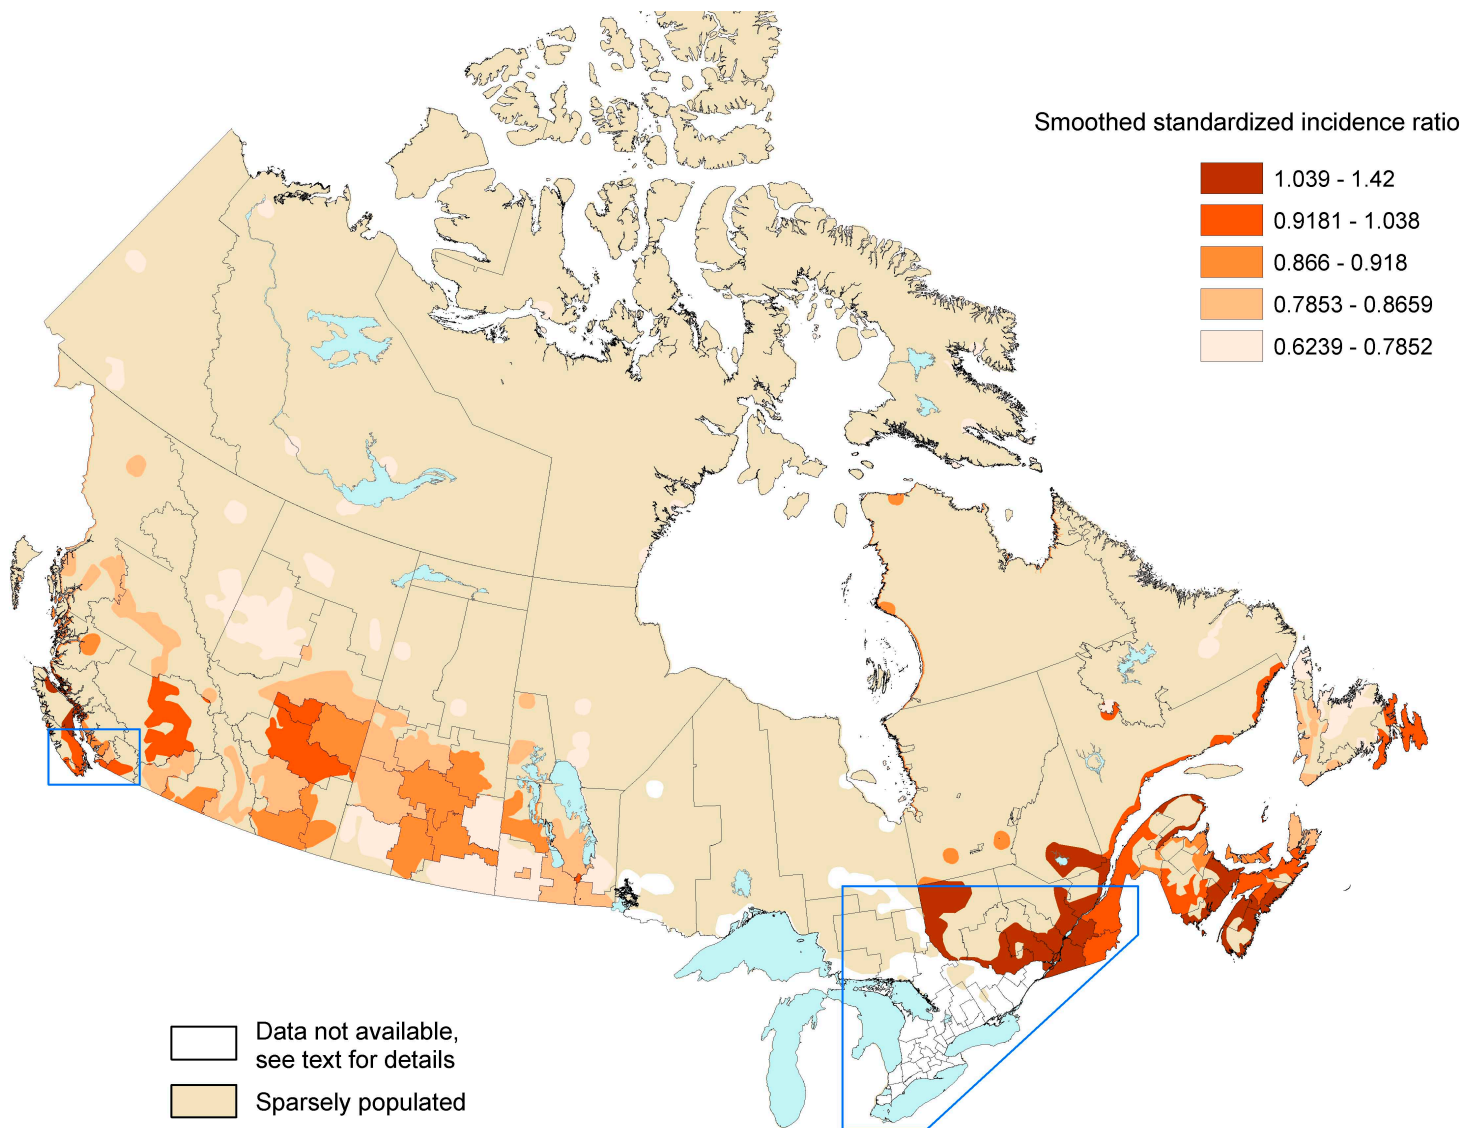 Smoothed standardized incidence ratio
1.039 - 1.42
0.9181 - 1.038
0.866 - 0.918
0.7853 - 0.8659
0.6239 - 0.7852
Data not available,
see text for details
Sparsely populated